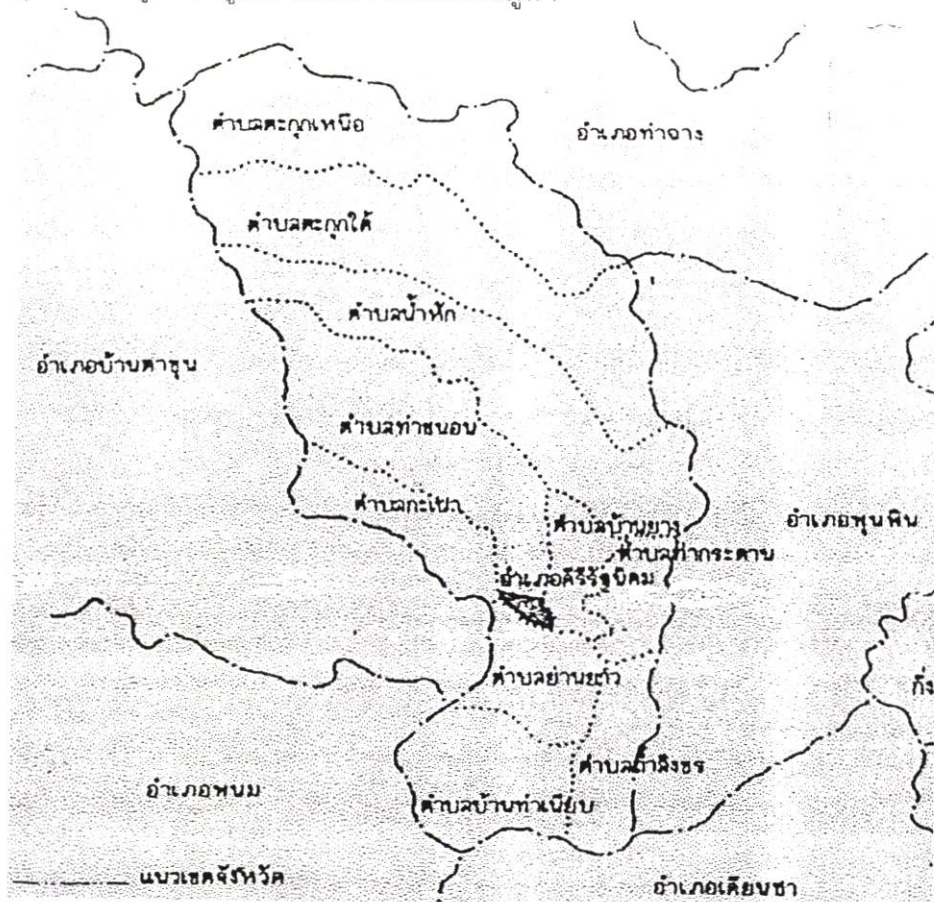 ตำบลตะกุกเหนือ
อำเภอท่าฉาง
ตำบลตะกุกใต้
ตำบลน้ำหัก
อำเภอบ้านตาขุน
ตำบลท่าขนอน
ตำบลกะเปา
ตำบลบ้านยาง
อำเภอพุนพิน
ตำบลท่ากระดาน
อำเภอคีรีรัฐนิคม
ตำบลย่านยาว
กิ่ง
ตำบลถ้ำสิงขร
อำเภอพนม
ตำบลบ้านทำเนียบ
แนวเขตจังหวัด
อำเภอเคียนซา